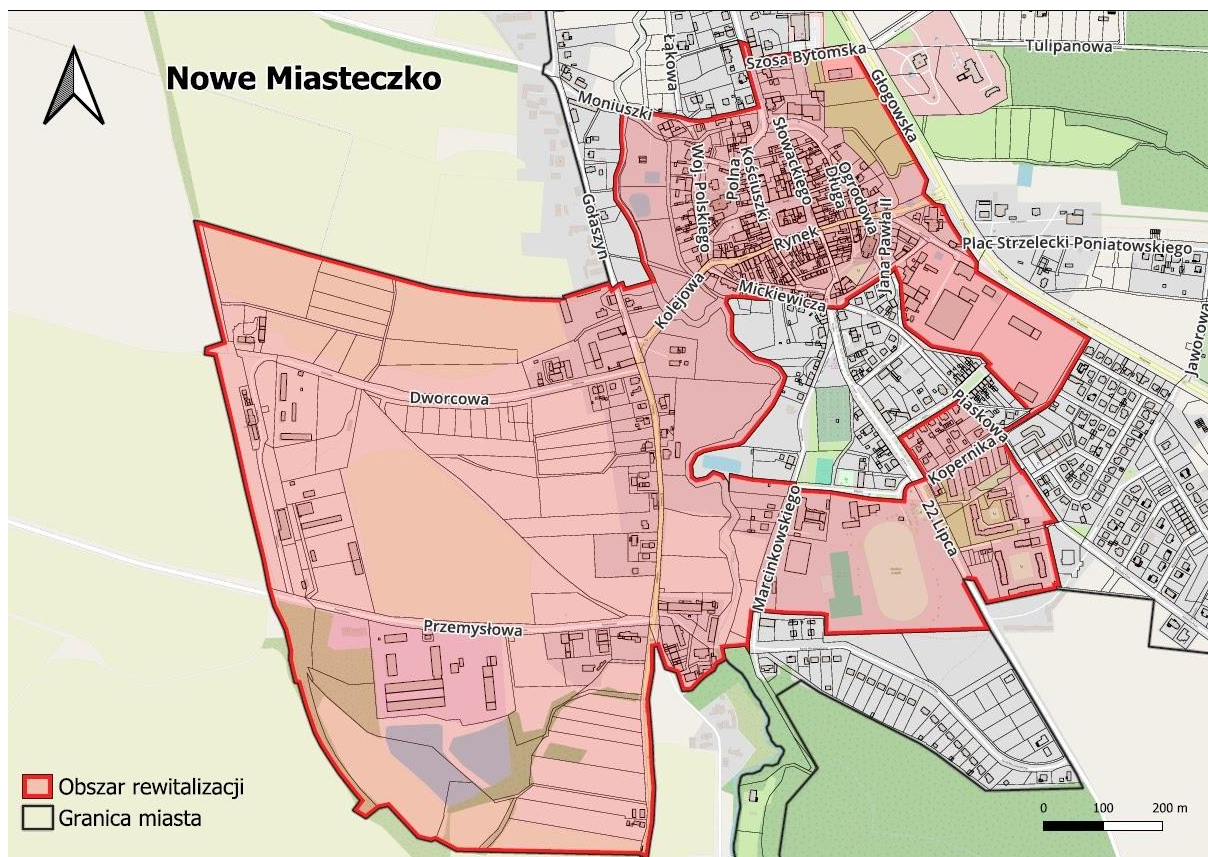 Nowe Miasteczko
Łąkowa
Szosa Bytomska
Tulipanowa
Głogowska
Moniuszki
Woj. Polskiego
Polna
Kościuszki
Słowackiego
Długa
Ogrodowa
Jana Pawła II
Gołaszyn
Rynek
Plac Strzelecki Poniatowskiego
Kolejowa
Mickiewicza
Jaworowa
Dworcowa
Piaskowa
Kopernika
22 Lipca
Marcinkowskiego
Przemysłowa
Obszar rewitalizacji
Granica miasta
0 100 200 m